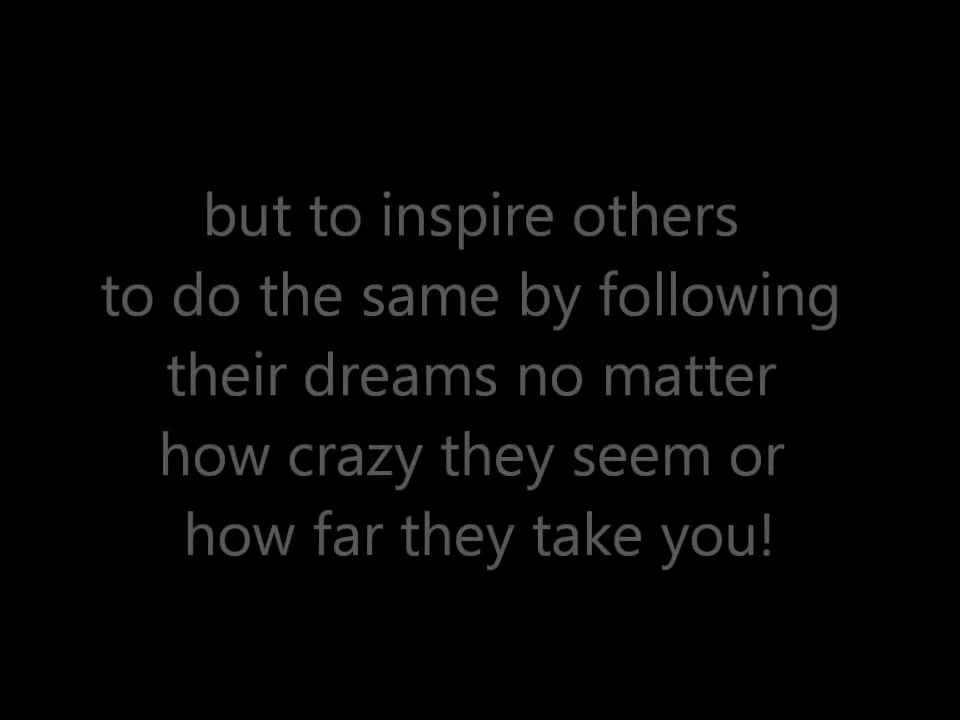 but to inspire others
to do the same by following
their dreams no matter
how crazy they seem or
how far they take you!